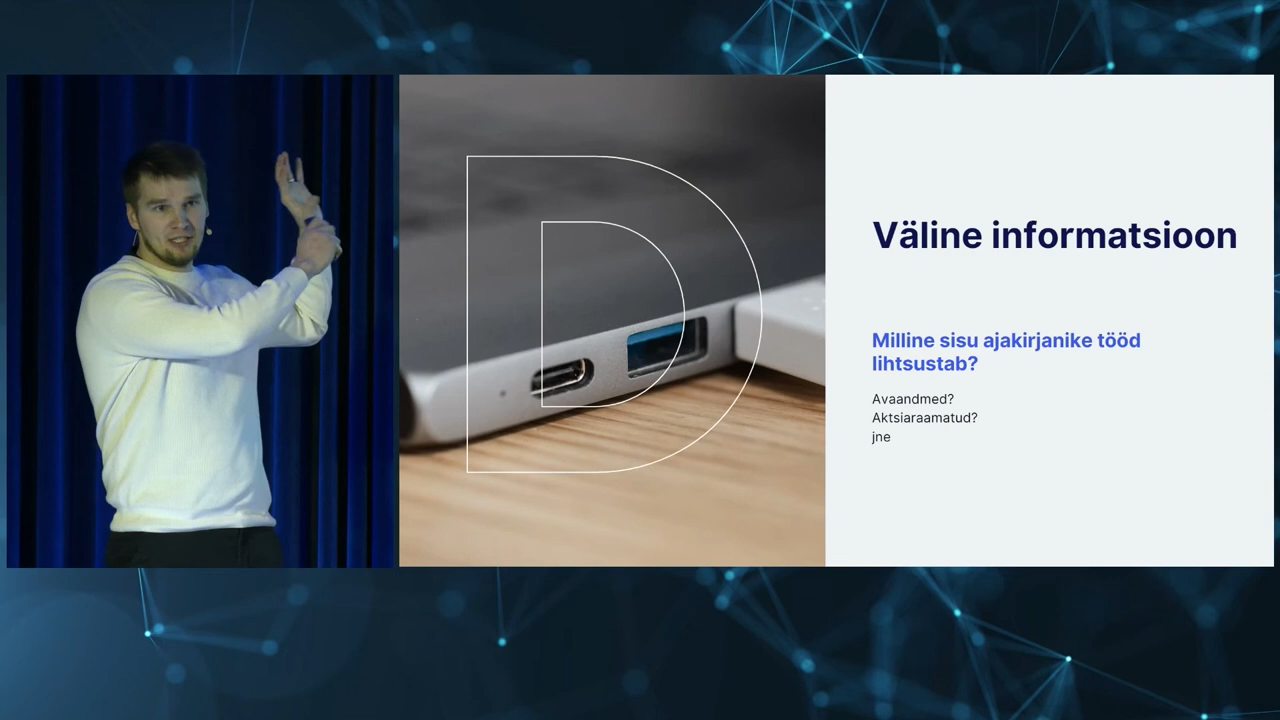 D
Väline informatsioon
Milline sisu ajakirjanike tööd
lihtsustab?
Avaandmed?
Aktsiaraamatud?
jne